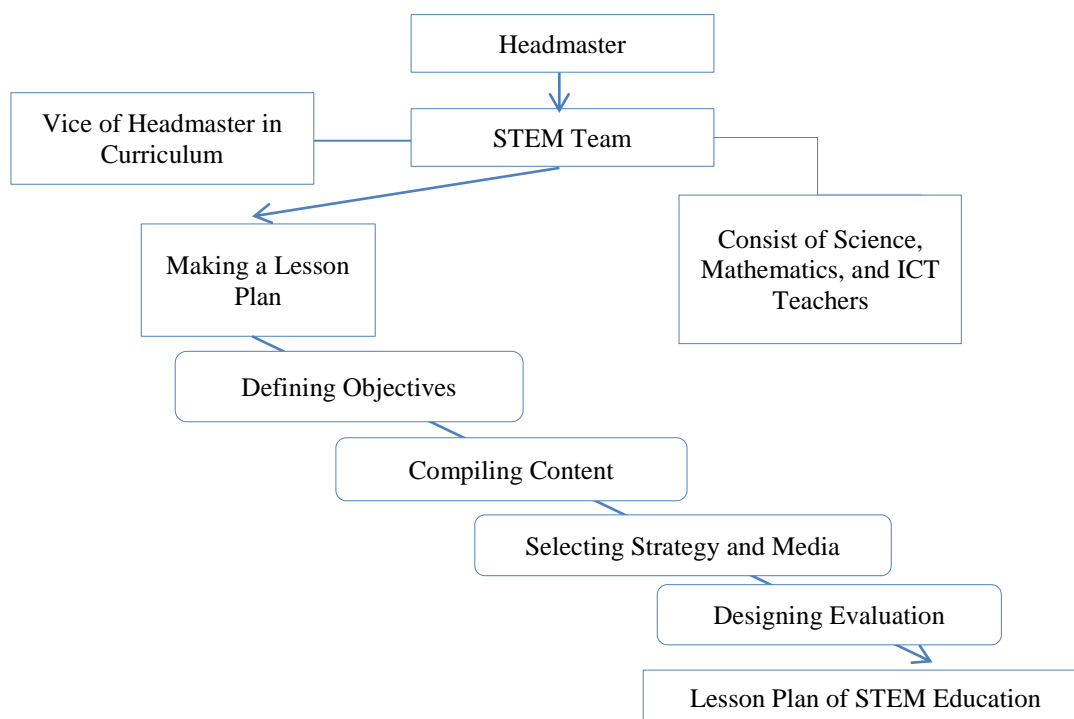 Headmaster
Vice of Headmaster in
Curriculum
STEM Team
Making a Lesson
Plan
Consist of Science,
Mathematics, and ICT
Teachers
Defining Objectives
Compiling Content
Selecting Strategy and Media
Designing Evaluation
Lesson Plan of STEM Education